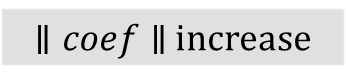 ‖ coef ‖ increase